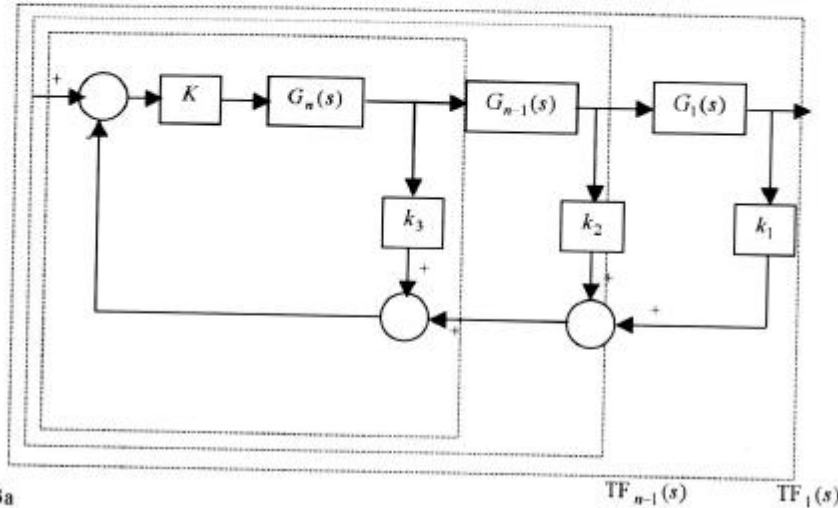 +
K
G_n(s)
G_{n-1}(s)
G_1(s)
k_3
k_2
k_1
+
+
+
+
TF_{n-1}(s)
TF_1(s)